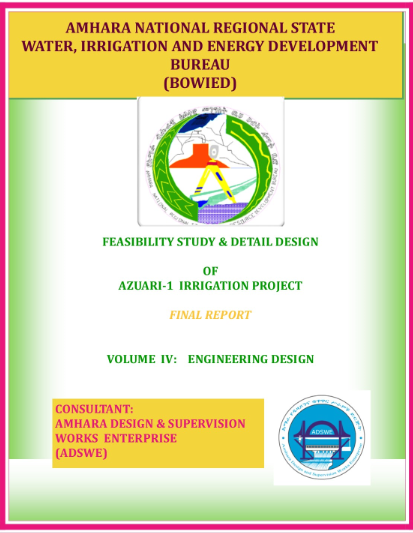 AMHARA NATIONAL REGIONAL STATE
WATER, IRRIGATION AND ENERGY DEVELOPMENT
BUREAU
(BOWIED)
FEASIBILITY STUDY & DETAIL DESIGN
OF
AZUARI-1 IRRIGATION PROJECT
FINAL REPORT
VOLUME IV: ENGINEERING DESIGN
CONSULTANT:
AMHARA DESIGN & SUPERVISION
WORKS ENTERPRISE
(ADSWE)
ADSWE